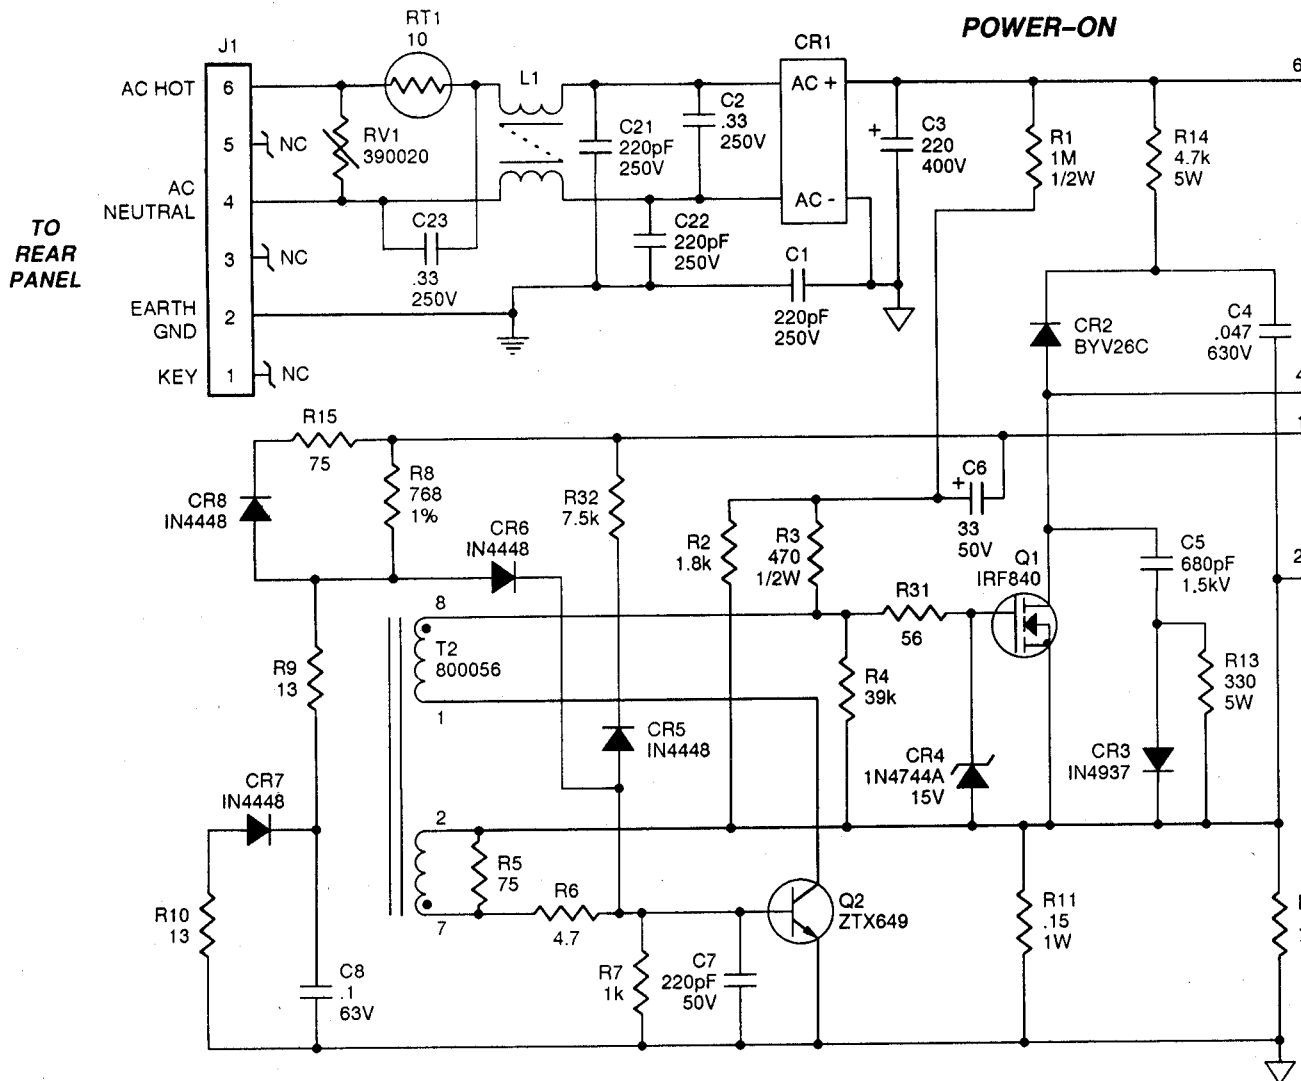 POWER-ON
RT1
10
J1
L1
CR1
AC HOT
6
AC +
6
5
NC
RV1
390020
C21
220pF
250V
C2
.33
250V
+
C3
220
400V
R1
1M
1/2W
R14
4.7k
5W
AC
NEUTRAL
4
AC -
TO
REAR
PANEL
3
NC
C23
.33
250V
C22
220pF
250V
C1
220pF
250V
EARTH
GND
2
CR2
BYV26C
C4
.047
630V
KEY
1
NC
4
R15
75
CR8
IN4448
R8
768
1%
R32
7.5k
CR6
IN4448
R2
1.8k
R3
470
1/2W
+
C6
33
50V
Q1
IRF840
C5
680pF
1.5kV
2
8
T2
800056
1
R31
56
R9
13
R4
39k
R13
330
5W
CR5
IN4448
CR4
1N4744A
15V
CR3
IN4937
CR7
IN4448
2
R5
75
R6
4.7
7
Q2
ZTX649
R10
13
R11
.15
1W
C8
.1
63V
R7
1k
C7
220pF
50V